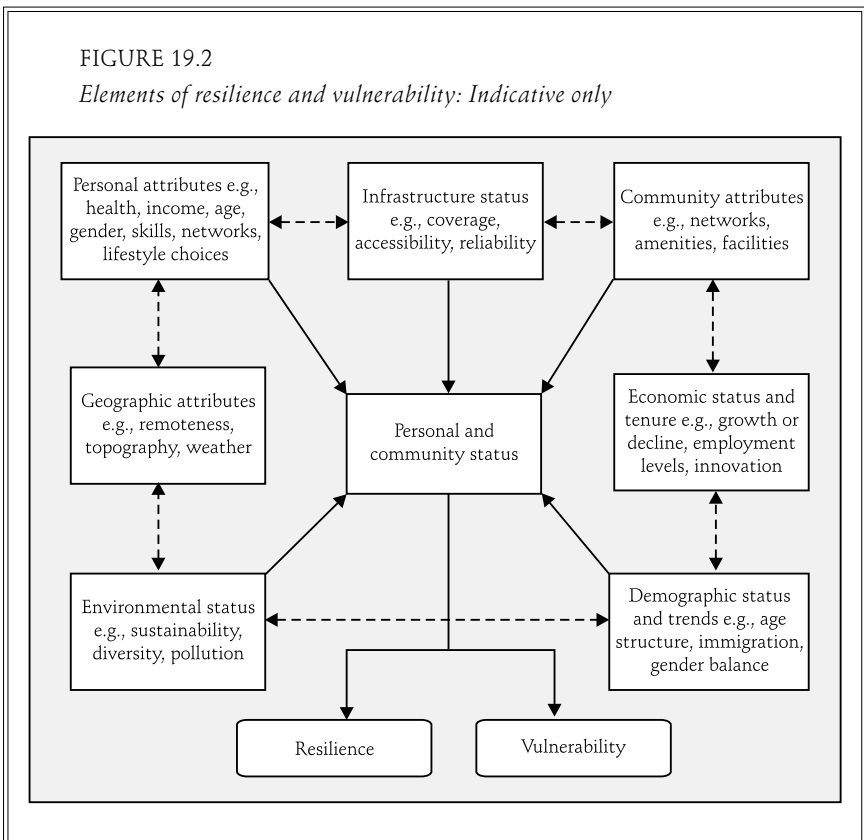 FIGURE 19.2
Elements of resilience and vulnerability: Indicative only
Personal attributes e.g.,
health, income, age,
gender, skills, networks,
lifestyle choices
Infrastructure status
e.g., coverage,
accessibility, reliability
Community attributes
e.g., networks,
amenities, facilities
Geographic attributes
e.g., remoteness,
topography, weather
Personal and
community status
Economic status and
tenure e.g., growth or
decline, employment
levels, innovation
Environmental status
e.g., sustainability,
diversity, pollution
Demographic status
and trends e.g., age
structure, immigration,
gender balance
Resilience
Vulnerability